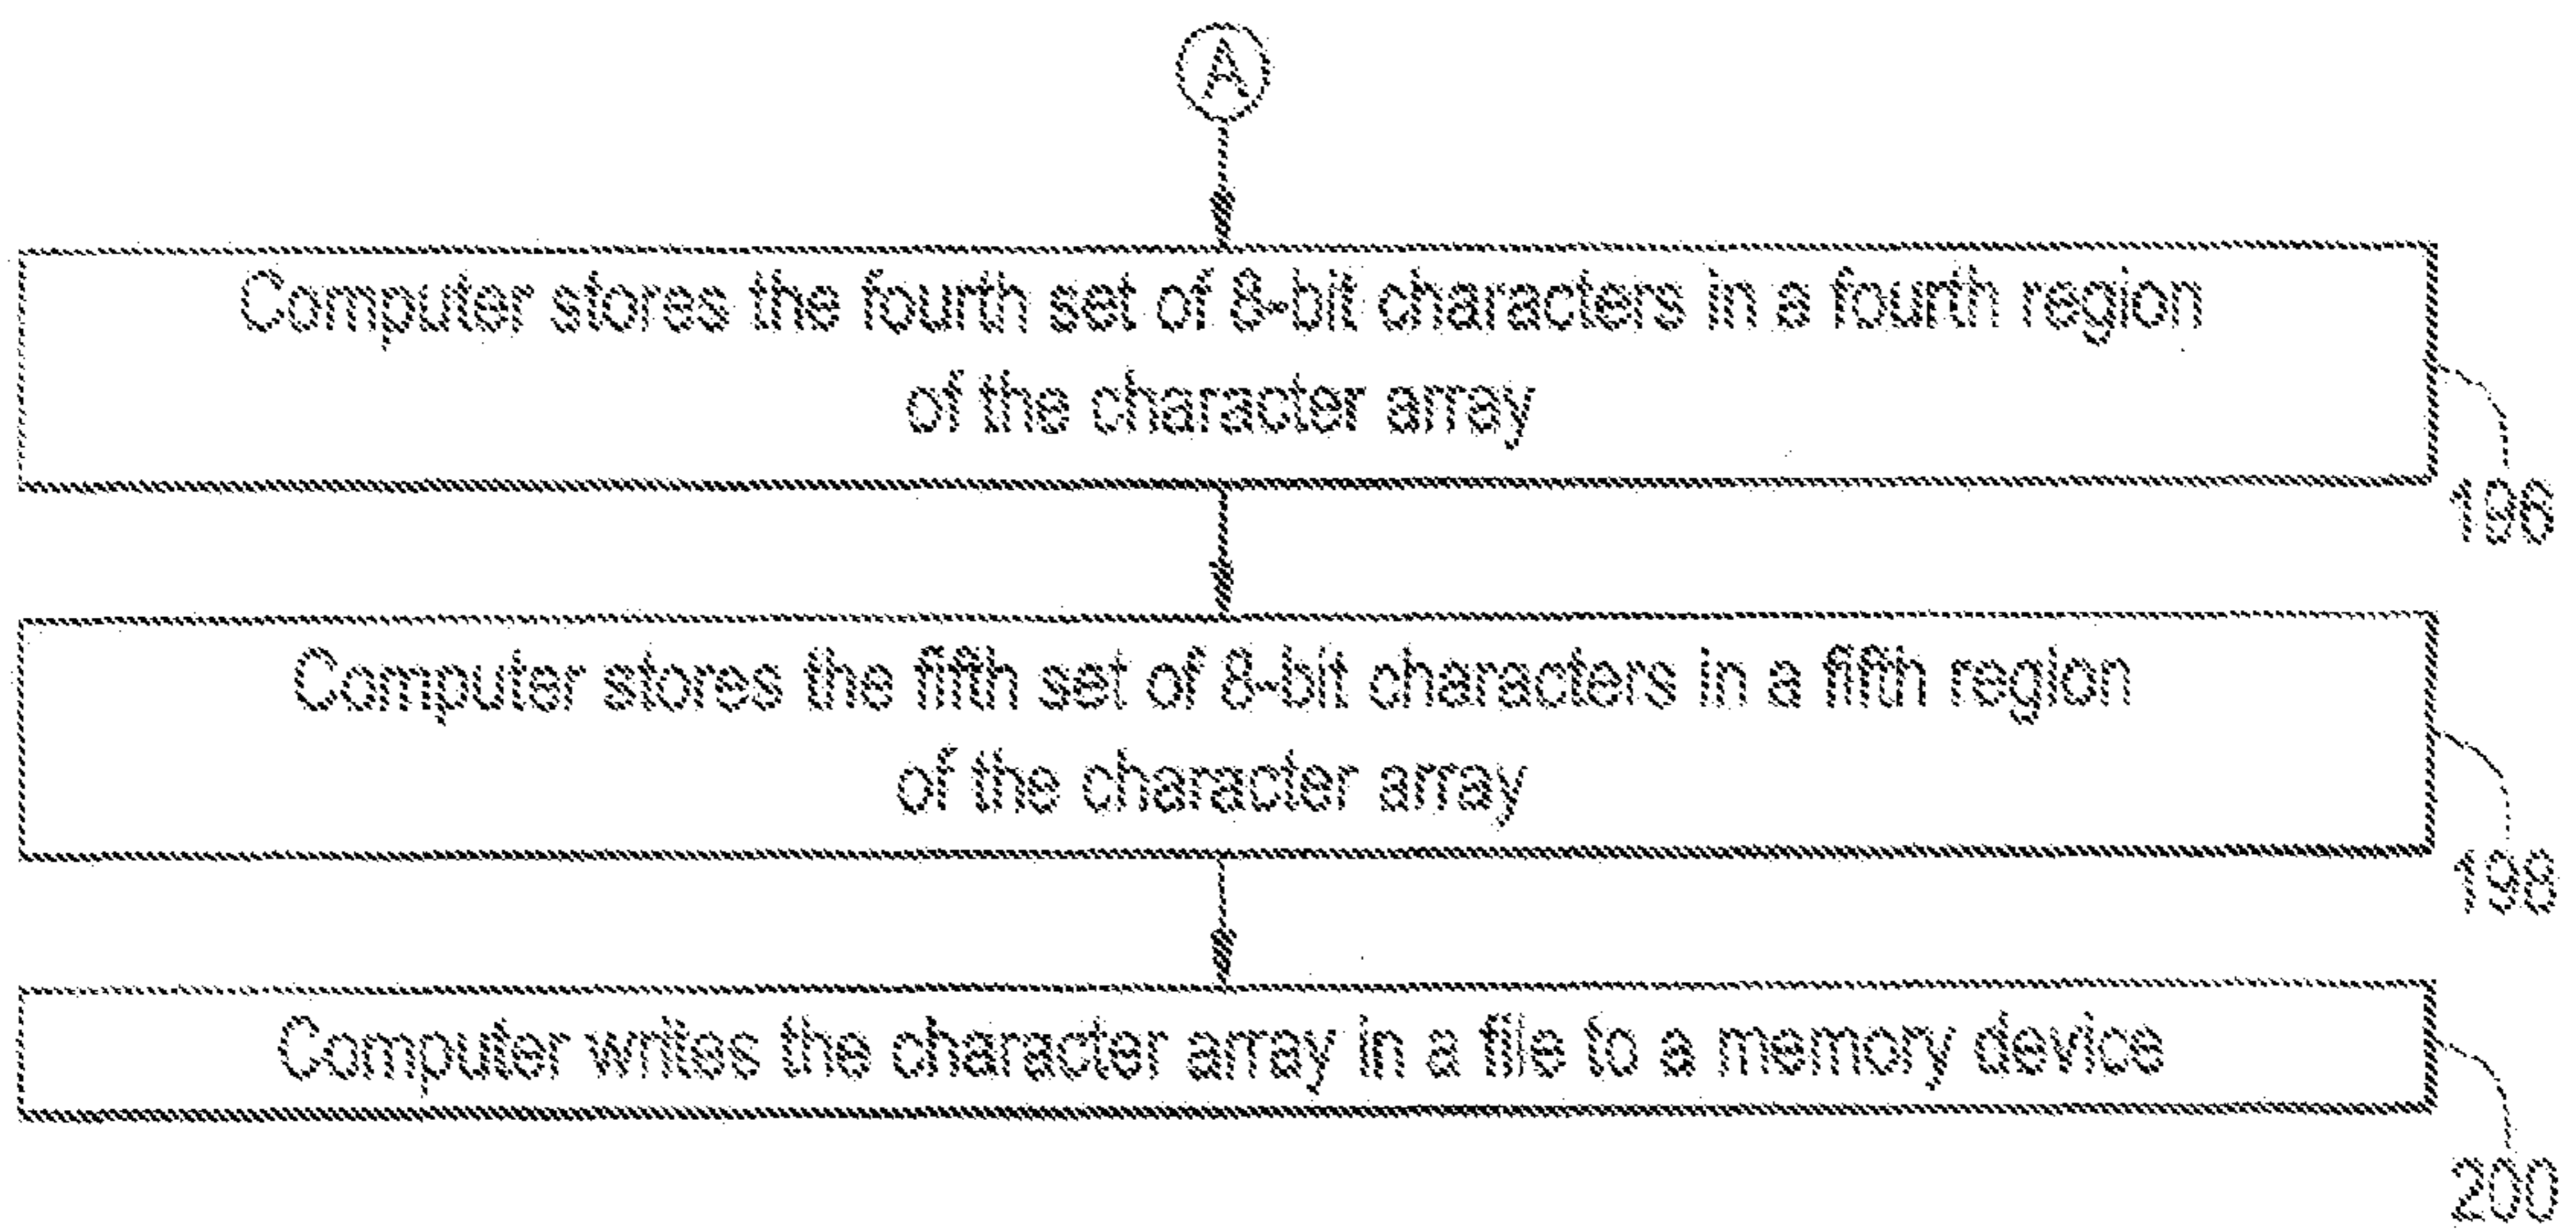 A
Computer stores the fourth set of 8-bit characters in a fourth region
of the character array
196
Computer stores the fifth set of 8-bit characters in a fifth region
of the character array
198
Computer writes the character array in a file to a memory device
200